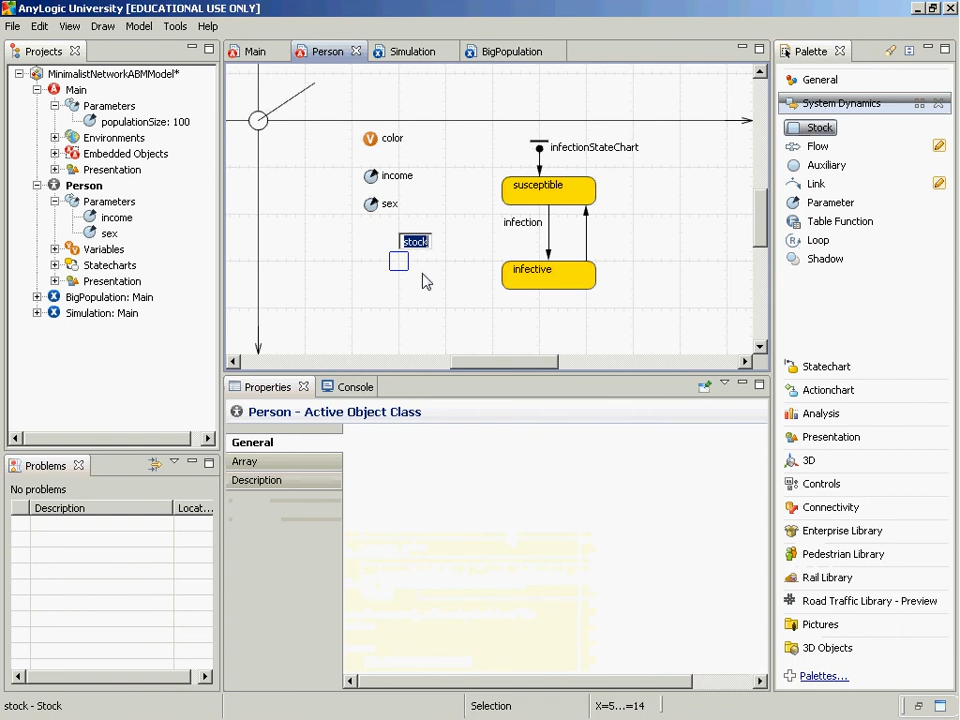 AnyLogic University [EDUCATIONAL USE ONLY]
File Edit View Draw Model Tools Help
Projects
MinimalistNetworkABMModel*
Main
Parameters
populationSize: 100
Environments
Embedded Objects
Presentation
Person
Parameters
income
sex
Variables
Statecharts
Presentation
BigPopulation: Main
Simulation: Main
Problems
No problems
Description Locat...
Main Person Simulation BigPopulation
color
income
sex
stock
infectionStateChart
susceptible
infection
infective
Properties Console
Person - Active Object Class
General
Array
Description
Palette
General
System Dynamics
Stock
Flow
Auxiliary
Link
Parameter
Table Function
Loop
Shadow
Statechart
Actionchart
Analysis
Presentation
3D
Controls
Connectivity
Enterprise Library
Pedestrian Library
Rail Library
Road Traffic Library - Preview
Pictures
3D Objects
Palettes...
stock - Stock Selection X=5...=14